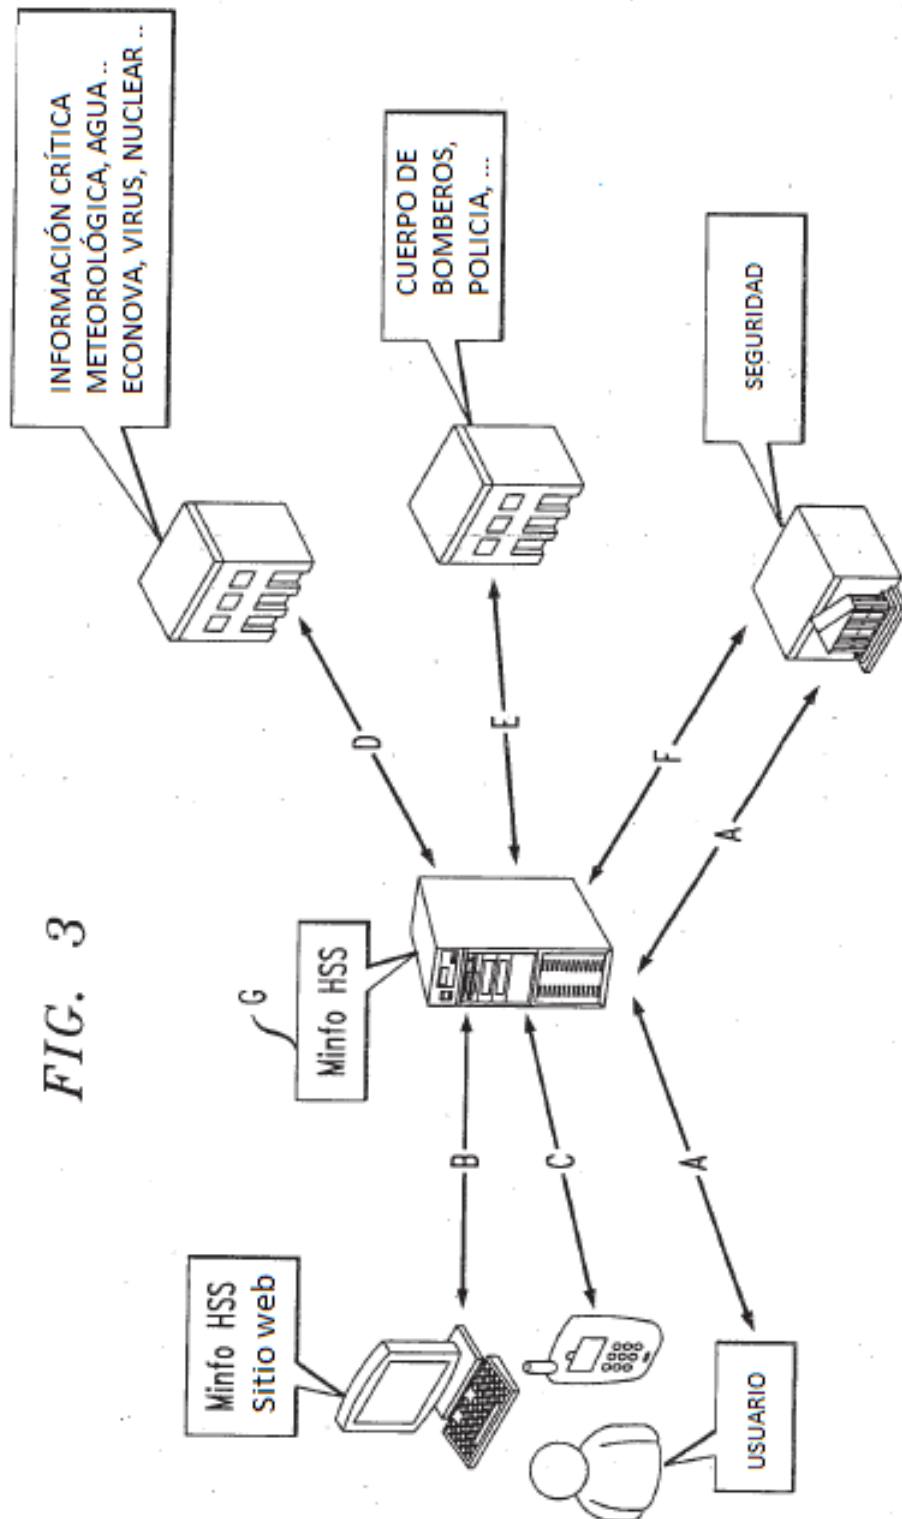 FIG. 3
INFORMACIÓN CRÍTICA
METEOROLÓGICA, AGUA ..
ECONOVA, VIRUS, NUCLEAR ..
CUERPO DE
BOMBEROS,
POLICIA, ...
SEGURIDAD
D
E
F
A
Minfo HSS
G
B
C
A
Minfo HSS
Sitio web
USUARIO